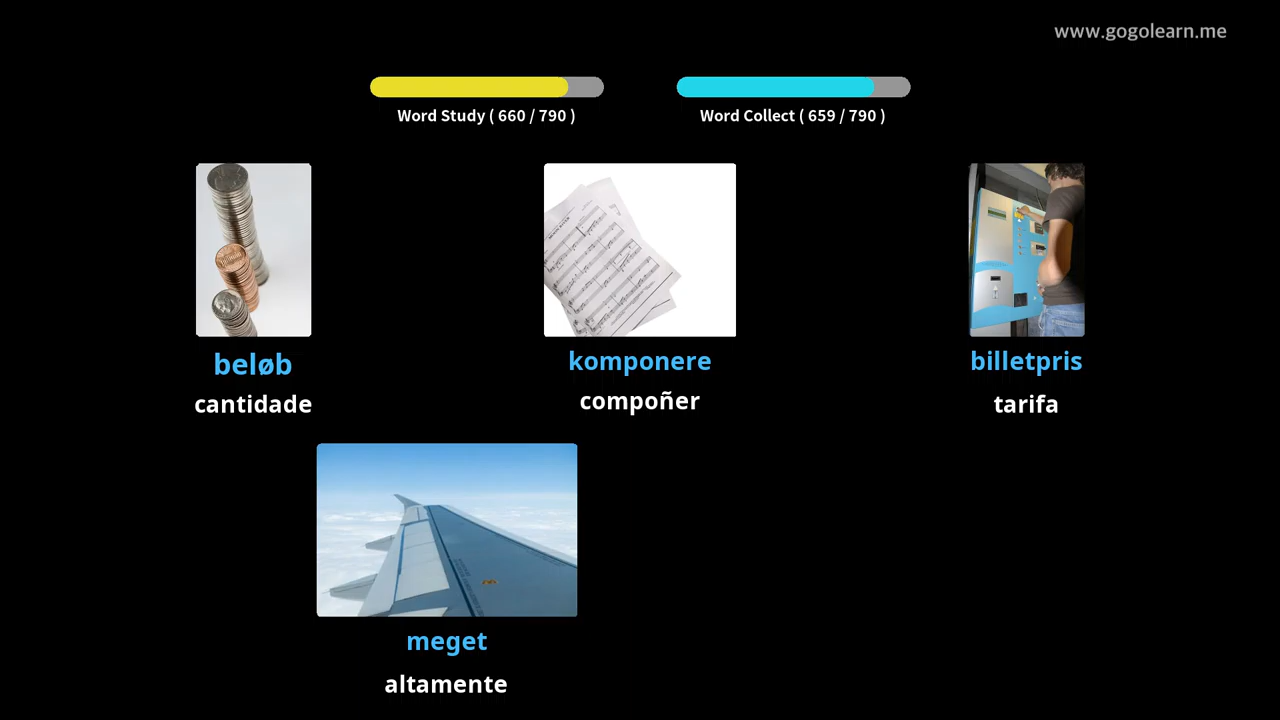 www.gogolearn.me
Word Study ( 660 / 790 )
Word Collect ( 659 / 790 )
beløb
cantidade
komponere
compoñer
billetpris
tarifa
meget
altamente